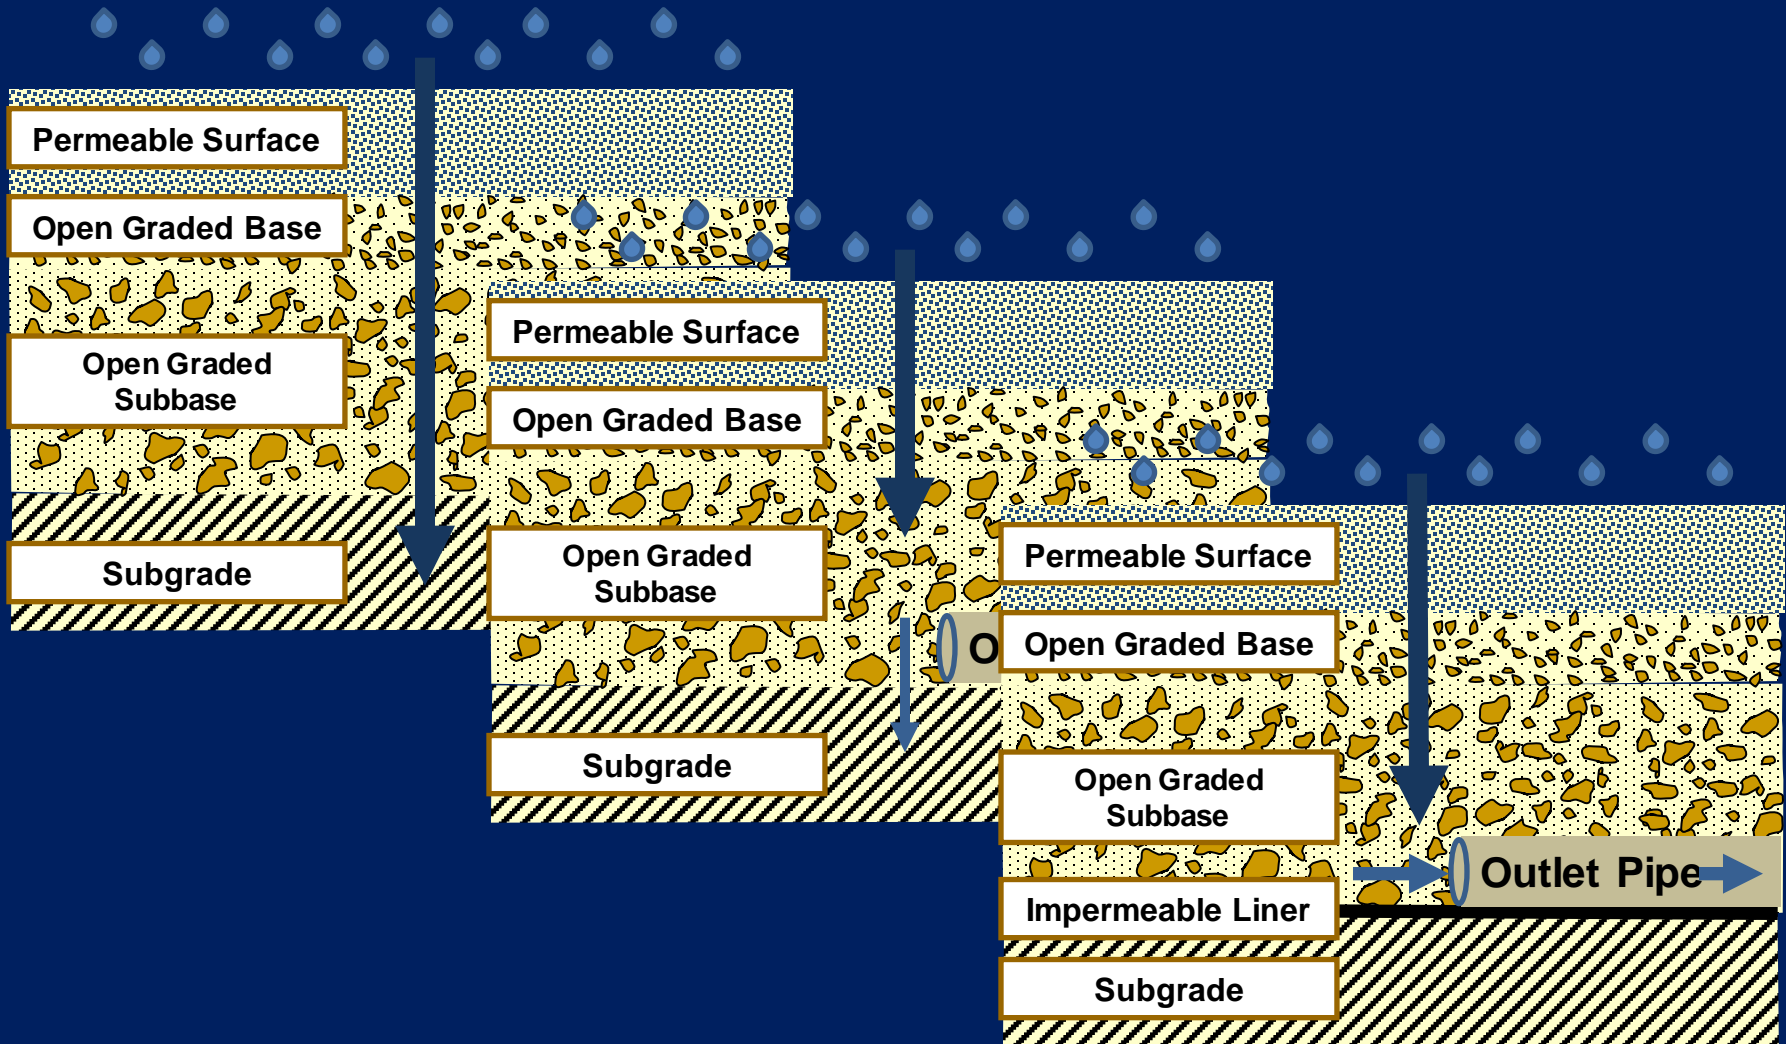 Permeable Surface
Open Graded Base
Open Graded
Subbase
Subgrade
Permeable Surface
Open Graded Base
Open Graded
Subbase
O
Subgrade
Permeable Surface
Open Graded Base
Open Graded
Subbase
Outlet Pipe
Impermeable Liner
Subgrade